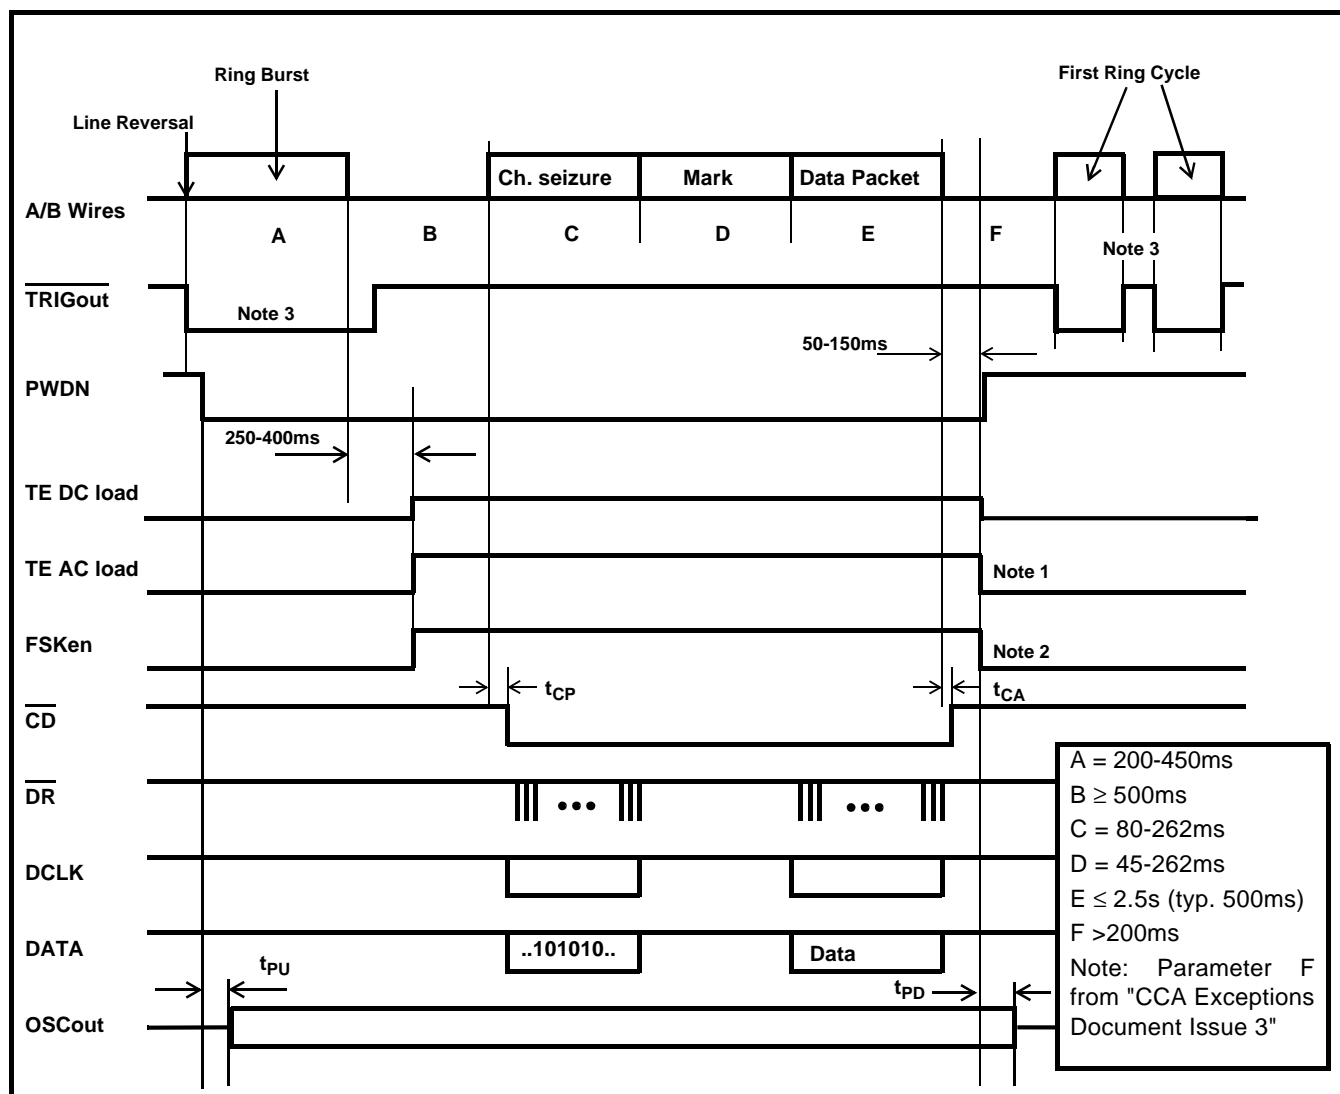 Ring Burst
First Ring Cycle
Line Reversal
Ch. seizure Mark Data Packet
A/B Wires
A B C D E F
Note 3
TRIGout
Note 3
50-150ms
PWDN
250-400ms
TE DC load
TE AC load
Note 1
FSKen
Note 2
tCP
tCA
CD
DR
DCLK
DATA
..101010..
Data
tPU
tPD
OSCout
A = 200-450ms
B ≥ 500ms
C = 80-262ms
D = 45-262ms
E ≤ 2.5s (typ. 500ms)
F >200ms
Note: Parameter F
from "CCA Exceptions
Document Issue 3"